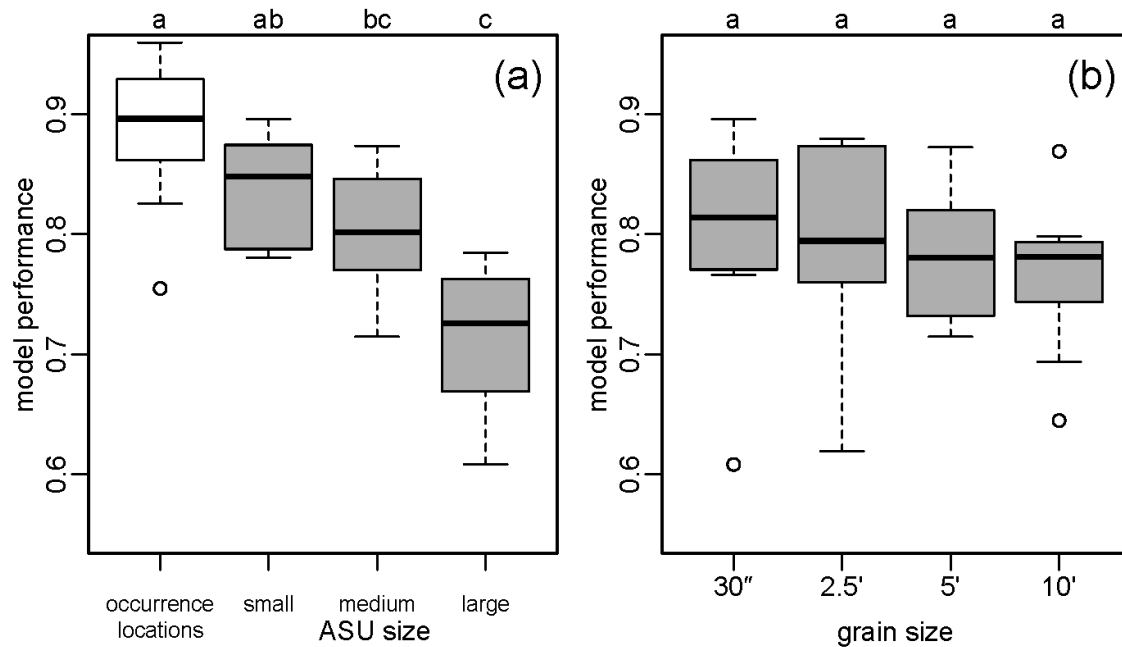 a ab bc c
(a)
model performance
0.9
0.8
0.7
0.6
occurrence locations
small
medium
large
ASU size
a a a a
(b)
model performance
0.9
0.8
0.7
0.6
30″ 2.5' 5' 10'
grain size